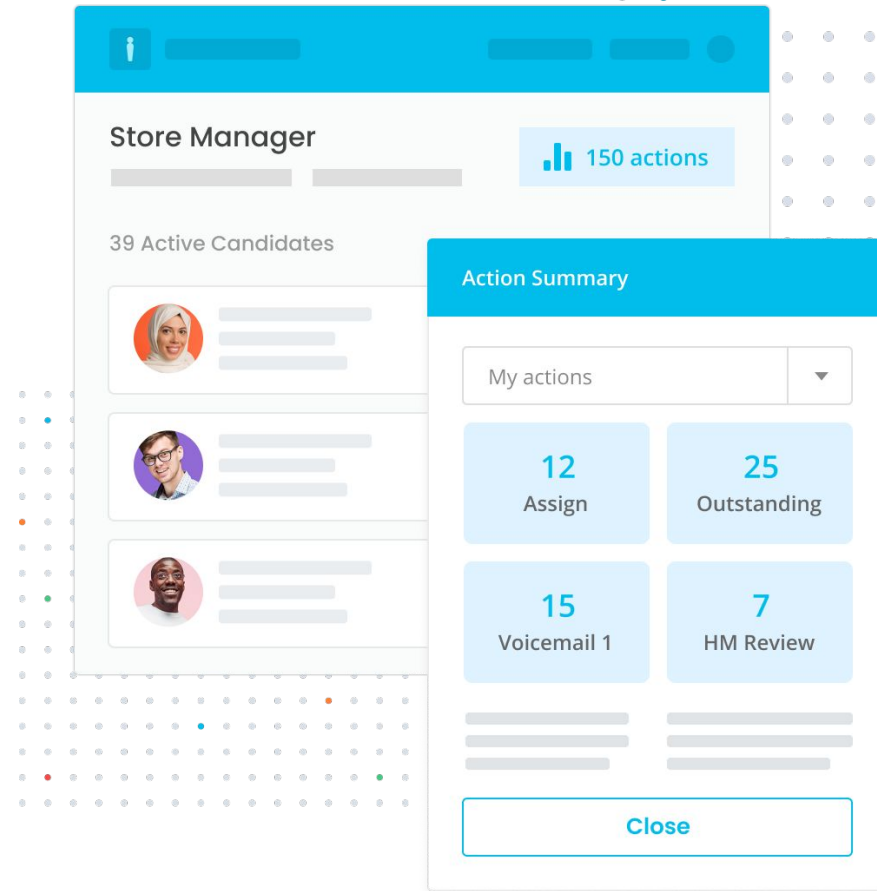 Store Manager
150 actions
39 Active Candidates
Action Summary
My actions
12
Assign
25
Outstanding
15
Voicemail 1
7
HM Review
Close